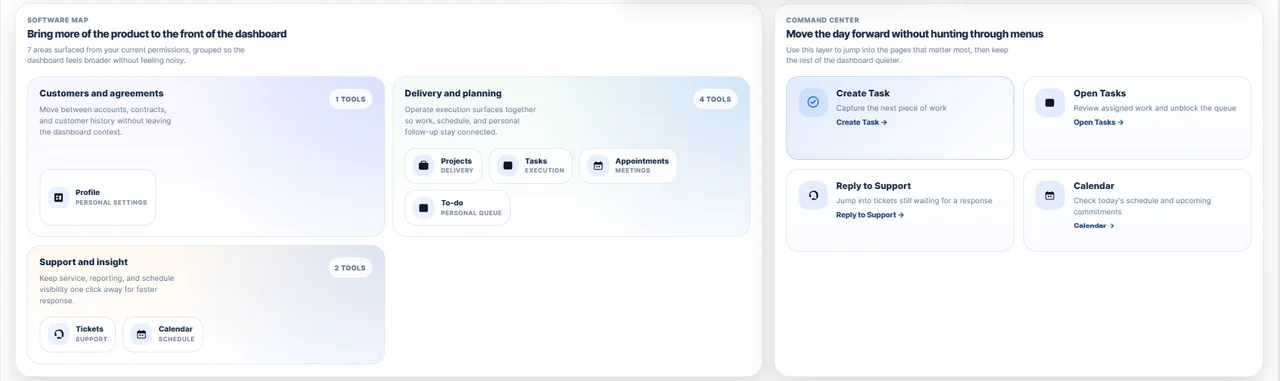 SOFTWARE MAP
Bring more of the product to the front of the dashboard
7 areas surfaced from your current permissions, grouped so the
dashboard feels broader without feeling noisy.
Customers and agreements
1 TOOLS
Move between accounts, contracts,
and customer history without leaving
the dashboard context.
Profile
PERSONAL SETTINGS
Delivery and planning
4 TOOLS
Operate execution surfaces together
so work, schedule, and personal
follow-up stay connected.
Projects
DELIVERY
Tasks
EXECUTION
Appointments
MEETINGS
To-do
PERSONAL QUEUE
Support and insight
2 TOOLS
Keep service, reporting, and schedule
visibility one click away for faster
response.
Tickets
SUPPORT
Calendar
SCHEDULE
COMMAND CENTER
Move the day forward without hunting through menus
Use this layer to jump into the pages that matter most, then keep
the rest of the dashboard quieter.
Create Task
Capture the next piece of work
Create Task →
Open Tasks
Review assigned work and unblock the queue
Open Tasks →
Reply to Support
Jump into tickets still waiting for a response
Reply to Support →
Calendar
Check today's schedule and upcoming
commitments
Calendar →